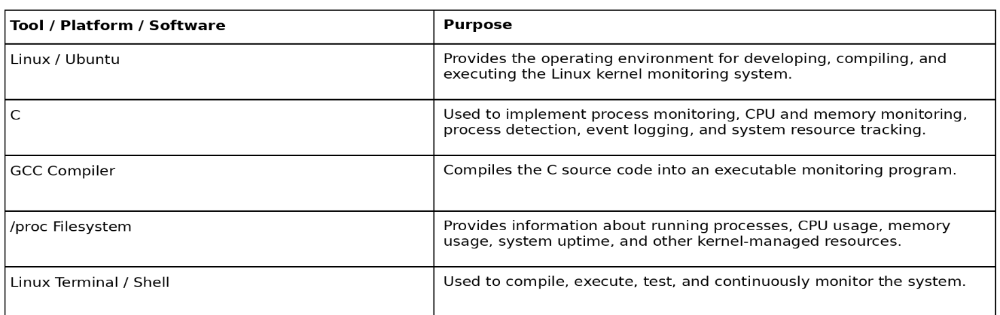 Tool / Platform / Software
Purpose
Linux / Ubuntu
Provides the operating environment for developing, compiling, and
executing the Linux kernel monitoring system.
C
Used to implement process monitoring, CPU and memory monitoring,
process detection, event logging, and system resource tracking.
GCC Compiler
Compiles the C source code into an executable monitoring program.
/proc Filesystem
Provides information about running processes, CPU usage, memory
usage, system uptime, and other kernel-managed resources.
Linux Terminal / Shell
Used to compile, execute, test, and continuously monitor the system.